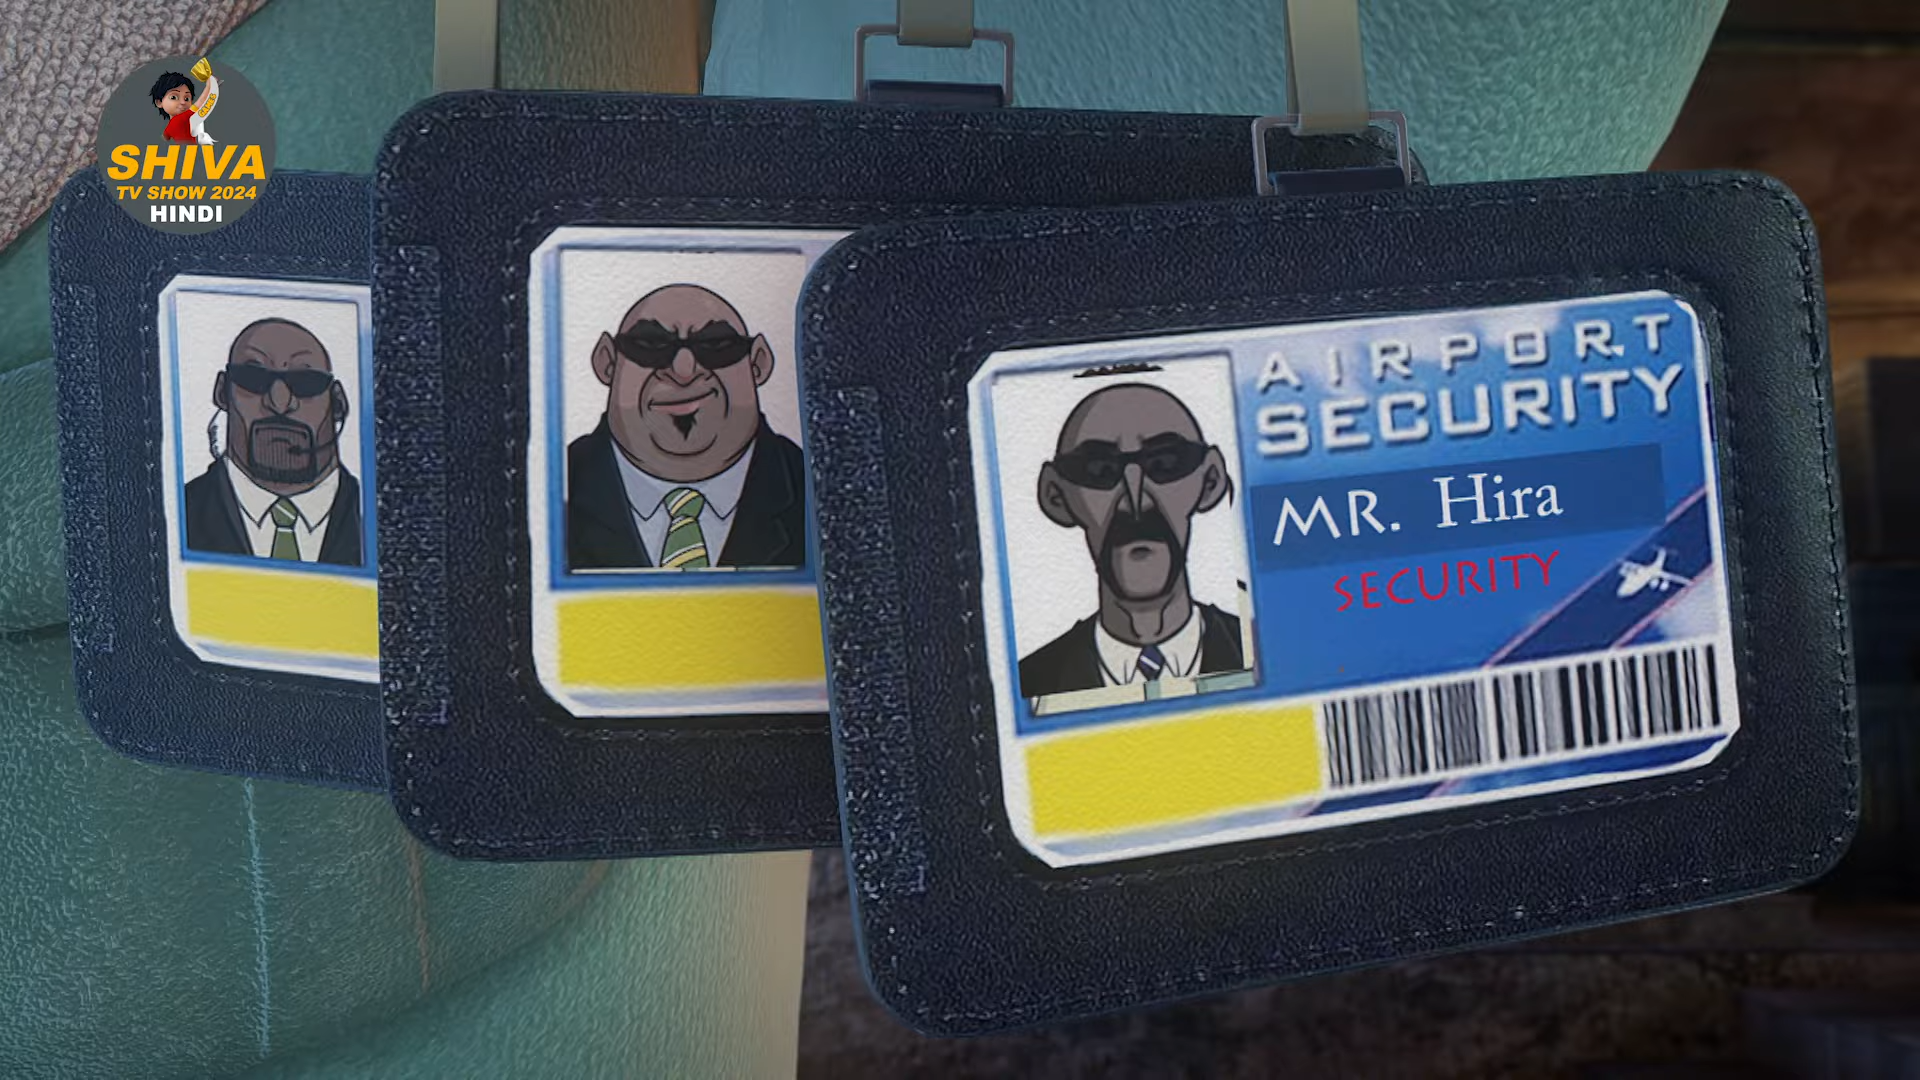 SHIVA
TV SHOW 2024
HINDI
AIRPORT
SECURITY
MR. Hira
SECURITY